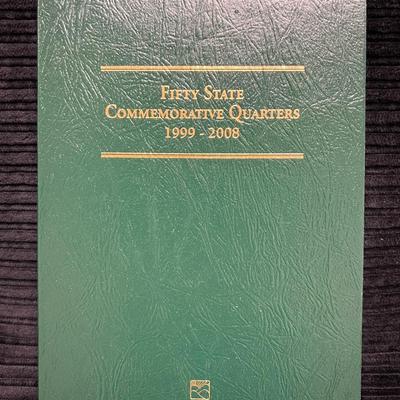 Fifty State
Commemorative Quarters
1999 - 2008